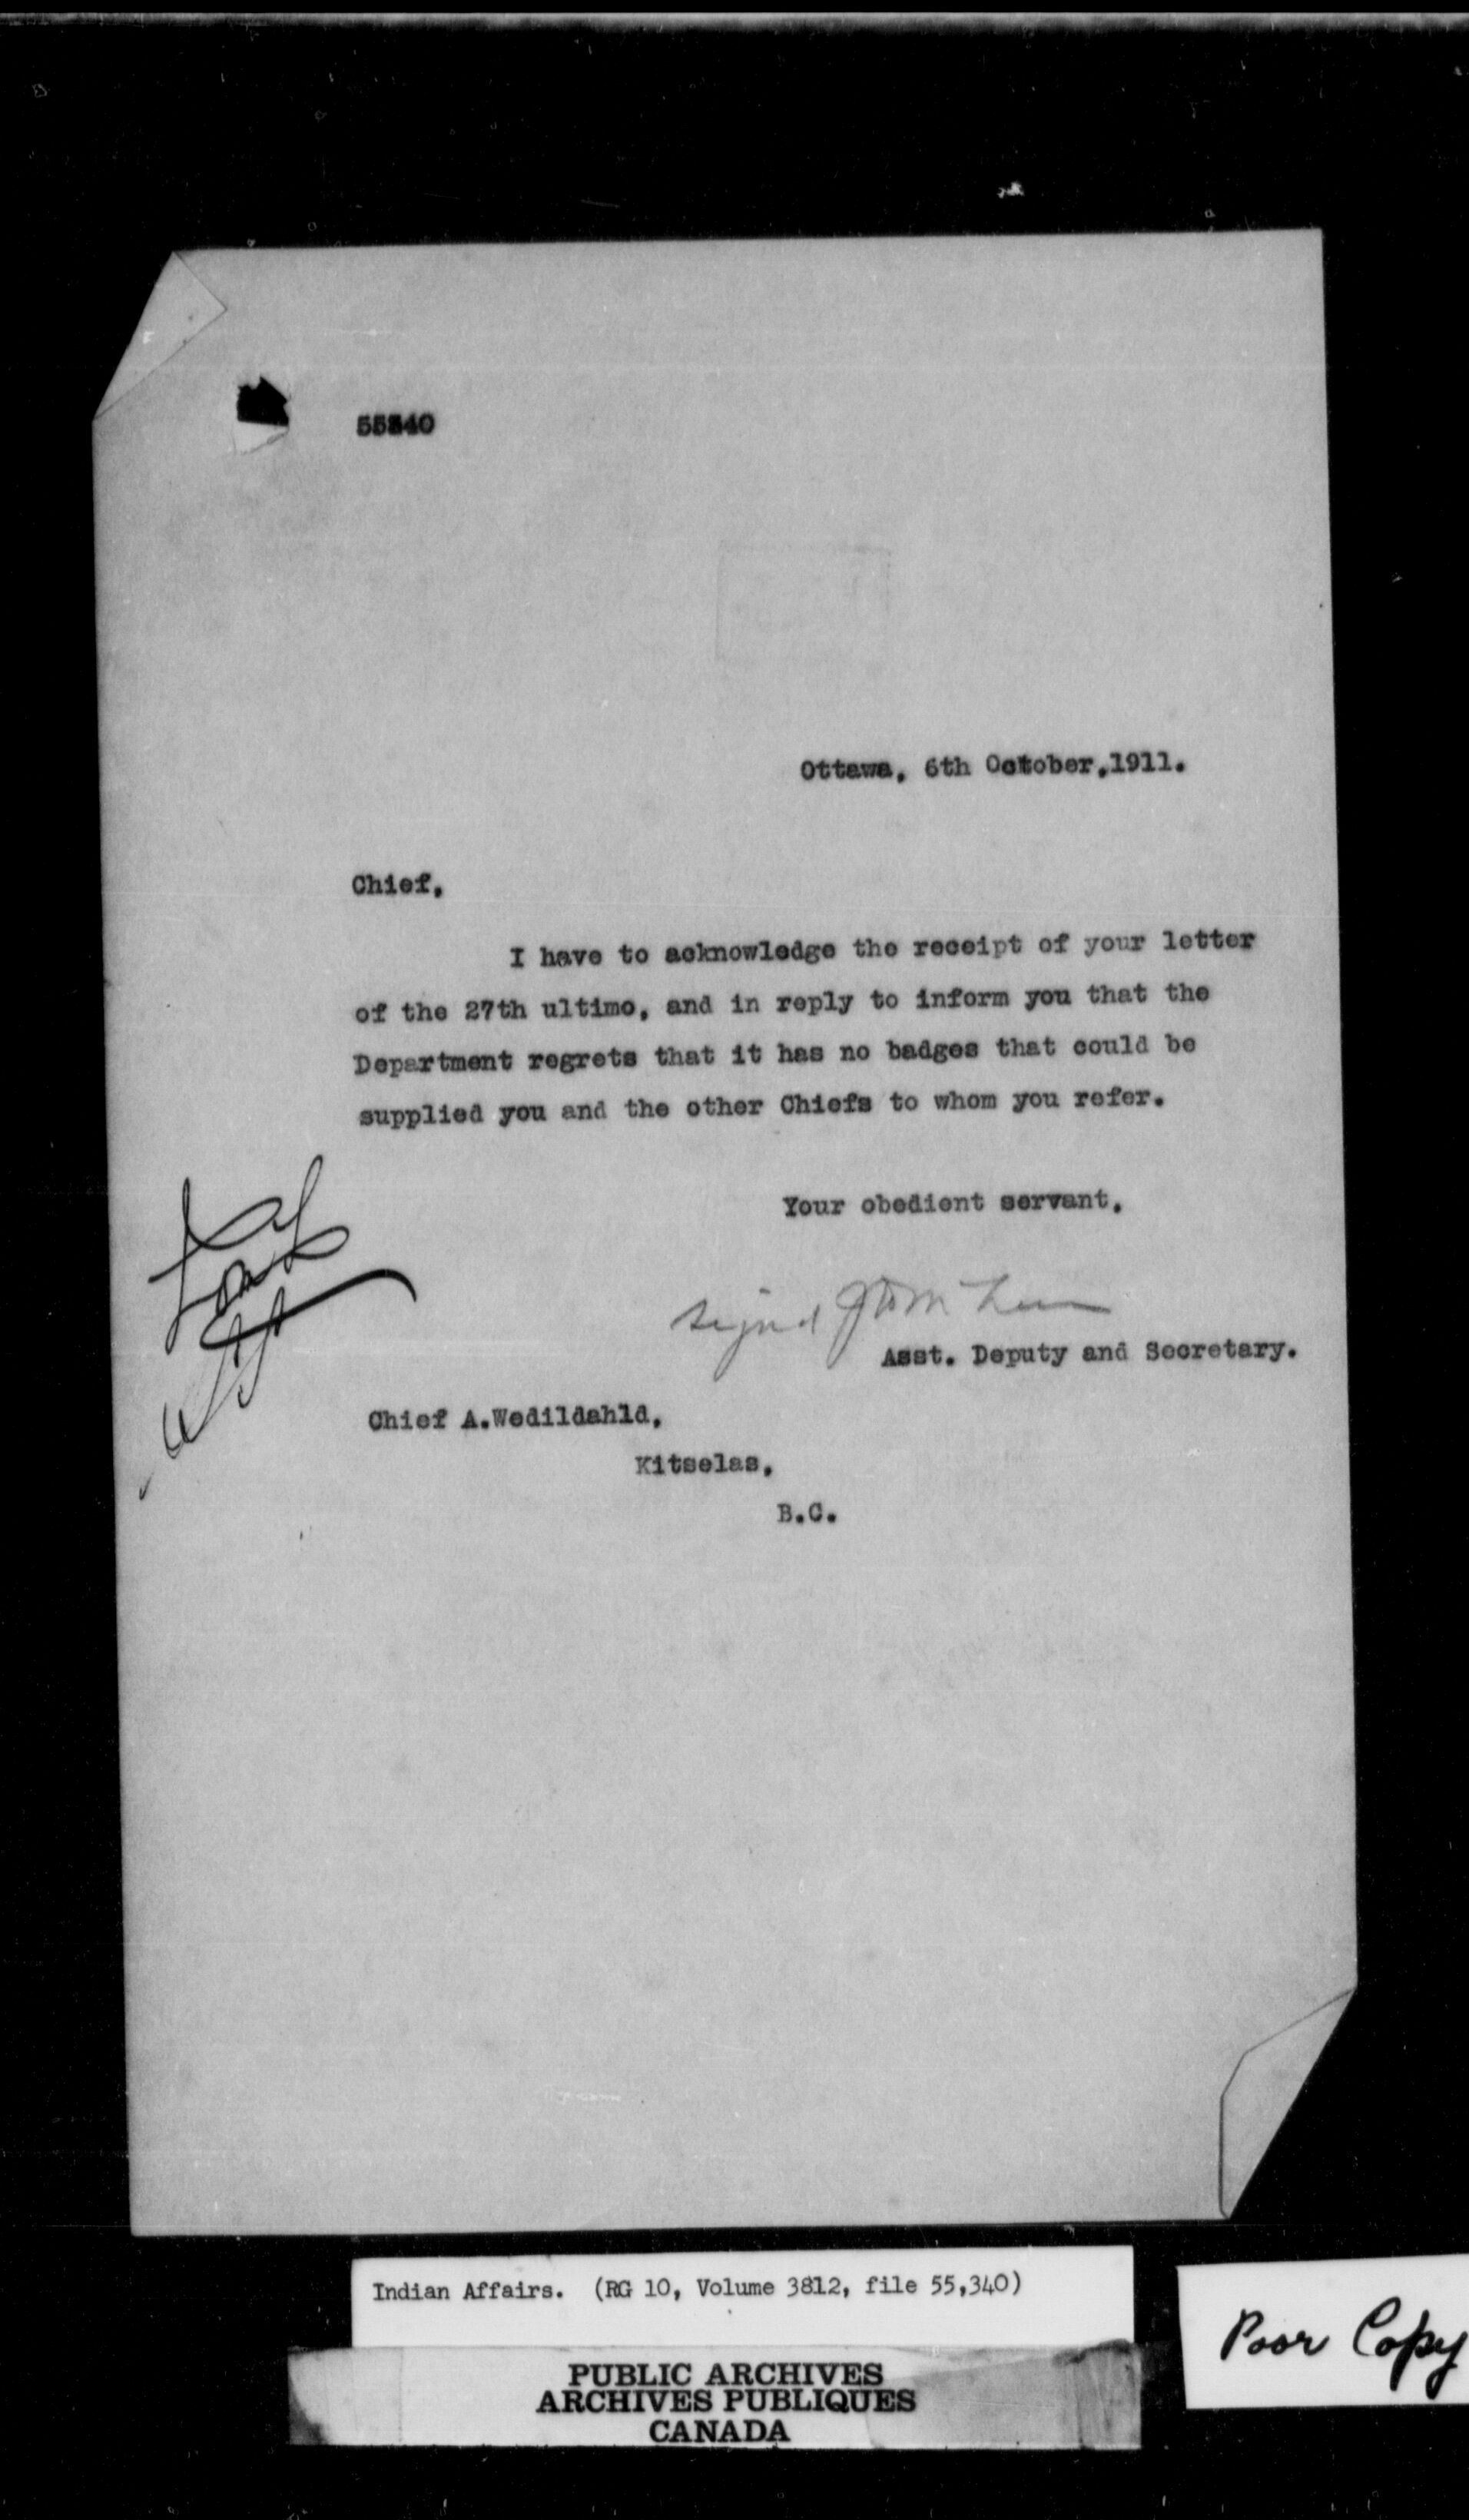 55340
Ottawa, 6th October,1911.
Chief,
I have to acknowledge the receipt of your letter
of the 27th ultimo, and in reply to inform you that the
Department regrets that it has no badges that could be
supplied you and the other Chiefs to whom you refer.
Your obedient servant,
Signed
Asst. Deputy and Secretary.
Chief A.Wedildahld,
Kitselas,
B.C.
Indian Affairs. (RG 10, Volume 3812, file 55,340)
Poor Copy
PUBLIC ARCHIVES
ARCHIVES PUBLIQUES
CANADA